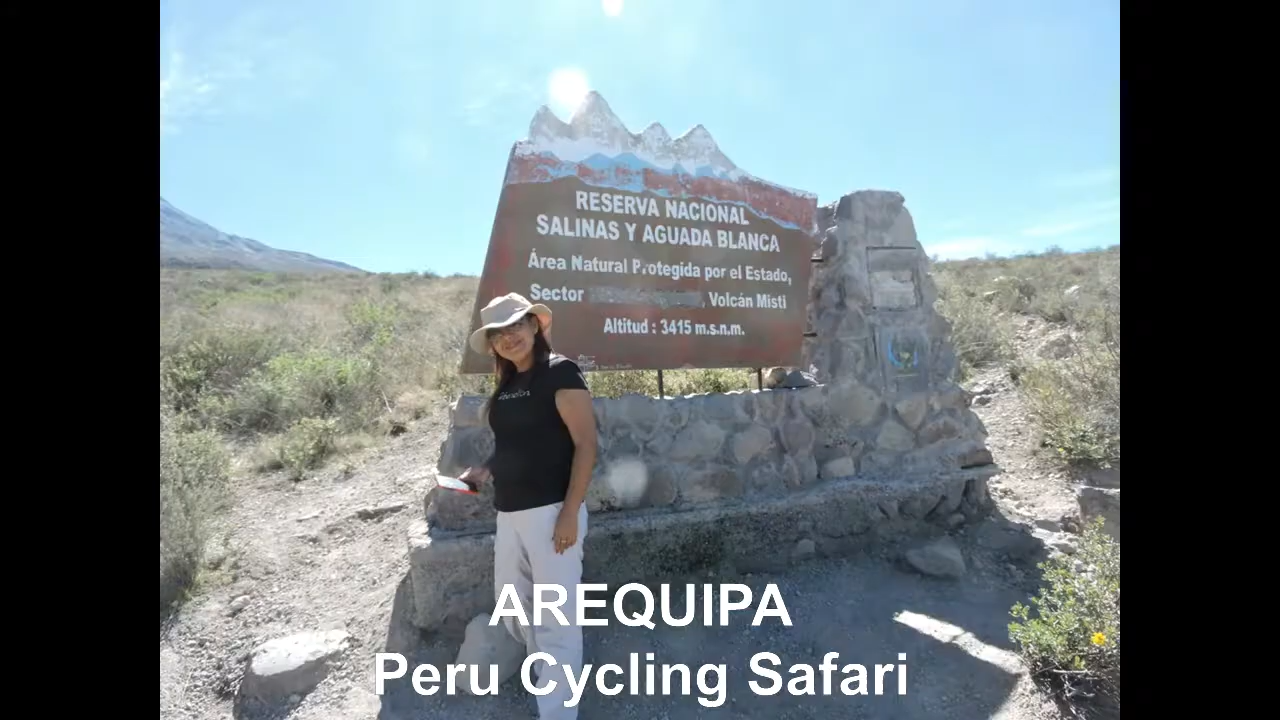 RESERVA NACIONAL
SALINAS Y AGUADA BLANCA
Área Natural Protegida por el Estado,
Sector , Volcán Misti
Altitud : 3415 m.s.n.m.
AREQUIPA
Peru Cycling Safari